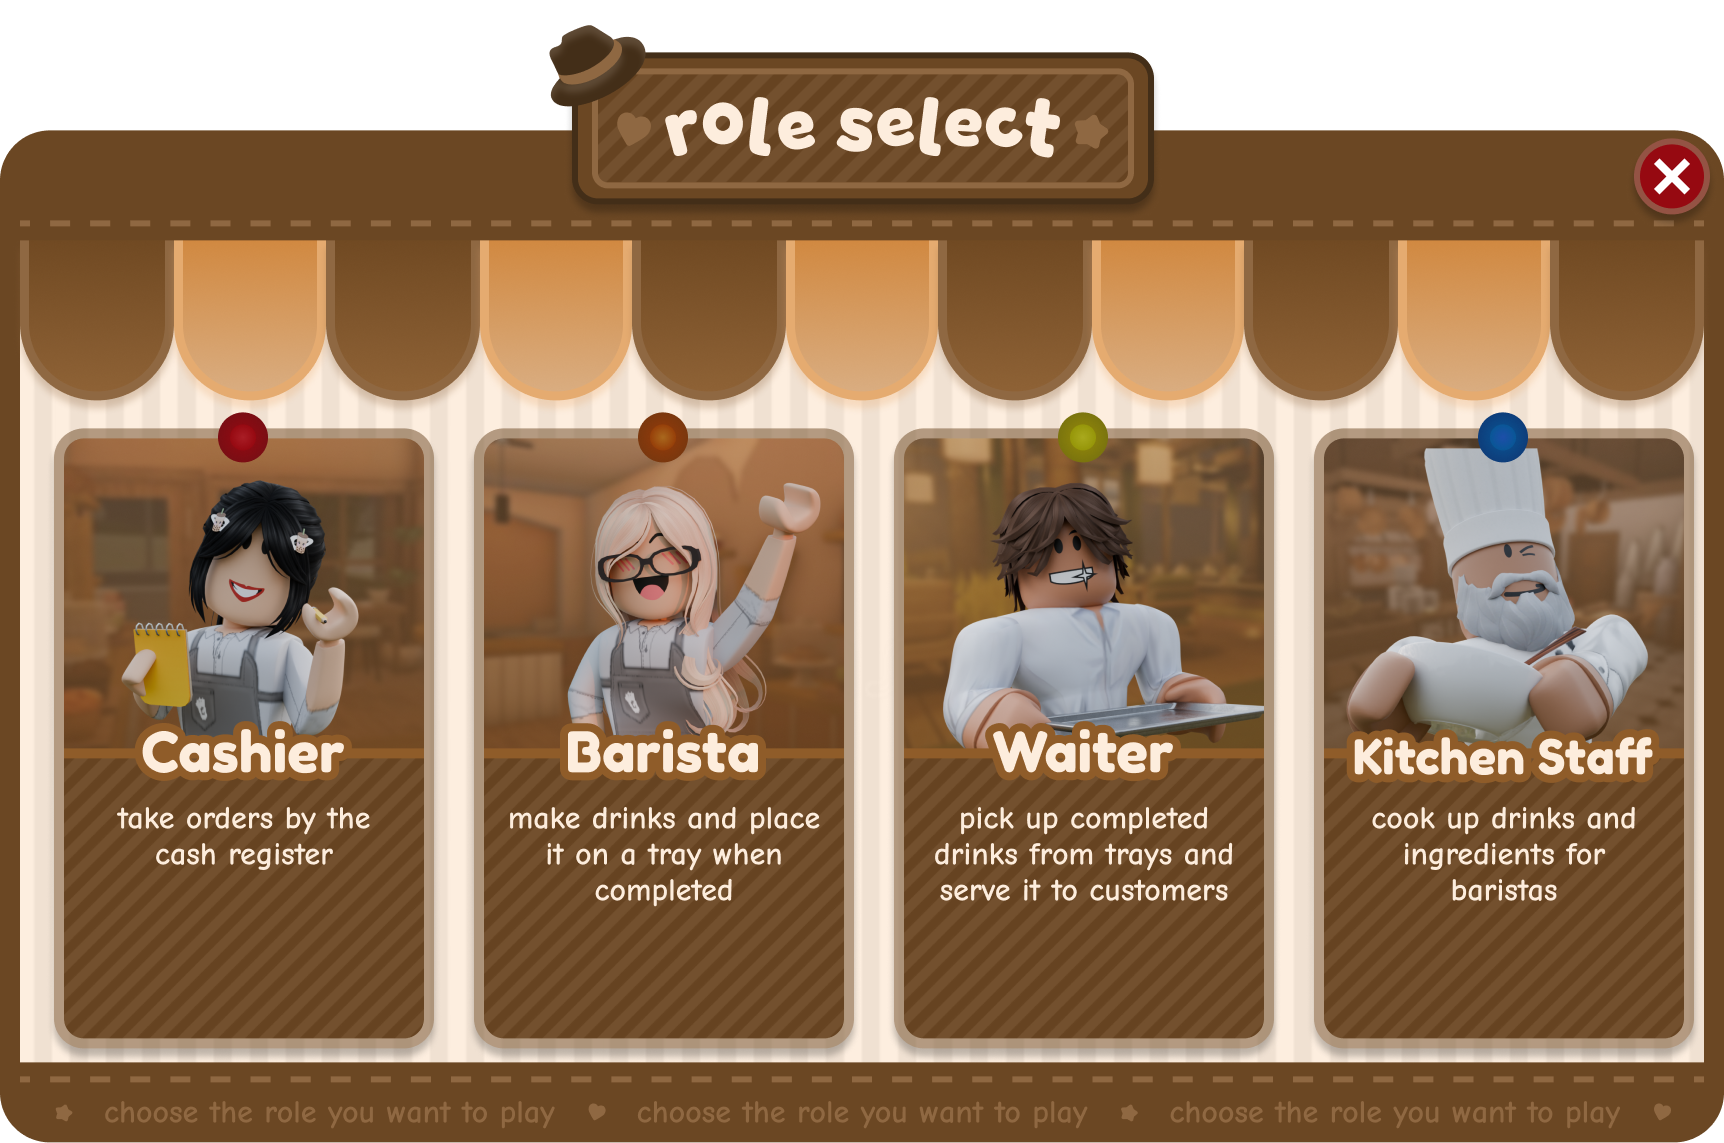 role select
Cashier
take orders by the
cash register
Barista
make drinks and place
it on a tray when
completed
Waiter
pick up completed
drinks from trays and
serve it to customers
Kitchen Staff
cook up drinks and
ingredients for
baristas
choose the role you want to play
choose the role you want to play
choose the role you want to play